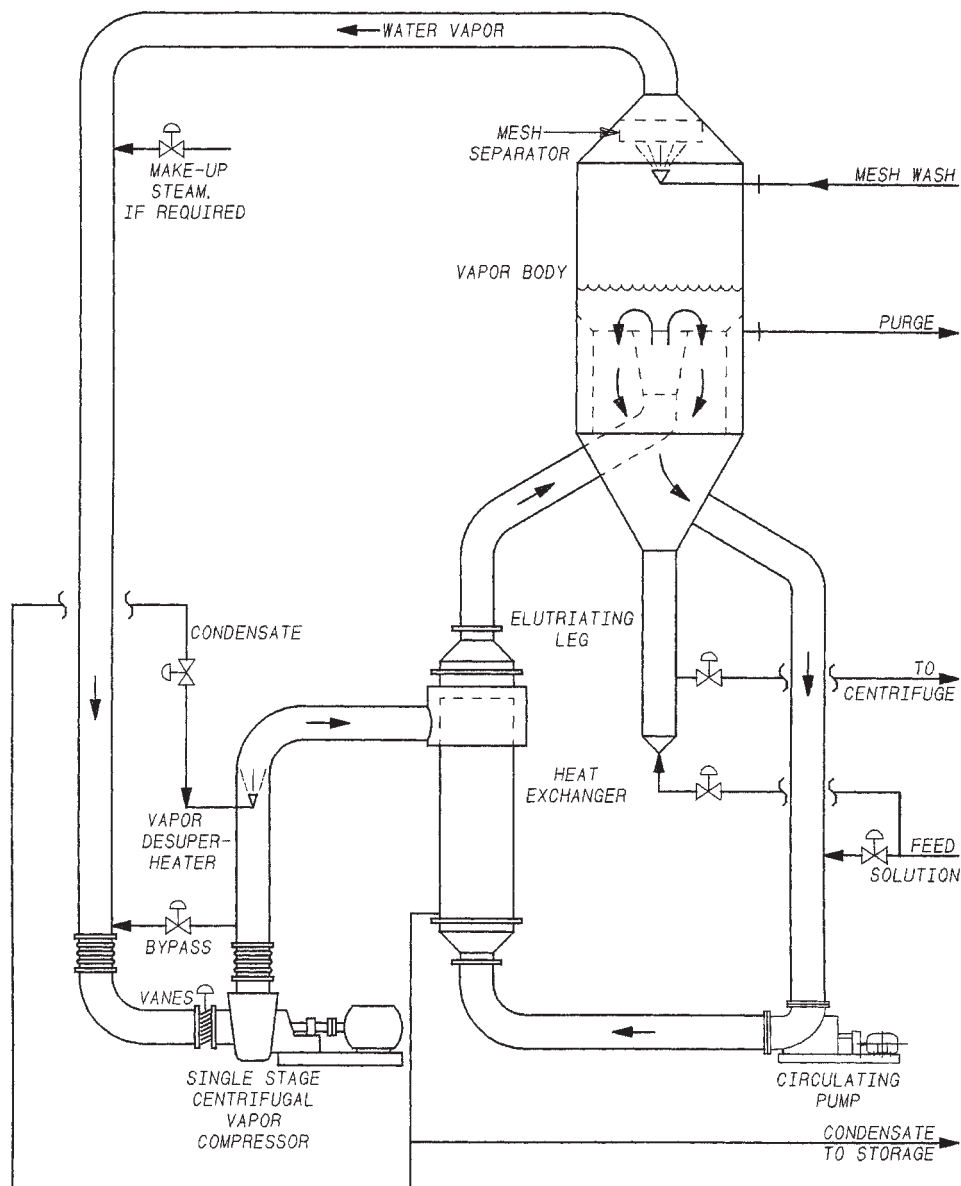 WATER VAPOR
MESH
SEPARATOR
MAKE-UP
STEAM,
IF REQUIRED
MESH WASH
VAPOR BODY
PURGE
CONDENSATE
ELUTRIATING
LEG
TO
CENTRIFUGE
HEAT
EXCHANGER
VAPOR
DESUPER-
HEATER
FEED
SOLUTION
BYPASS
VANES
SINGLE STAGE
CENTRIFUGAL
VAPOR
COMPRESSOR
CIRCULATING
PUMP
CONDENSATE
TO STORAGE